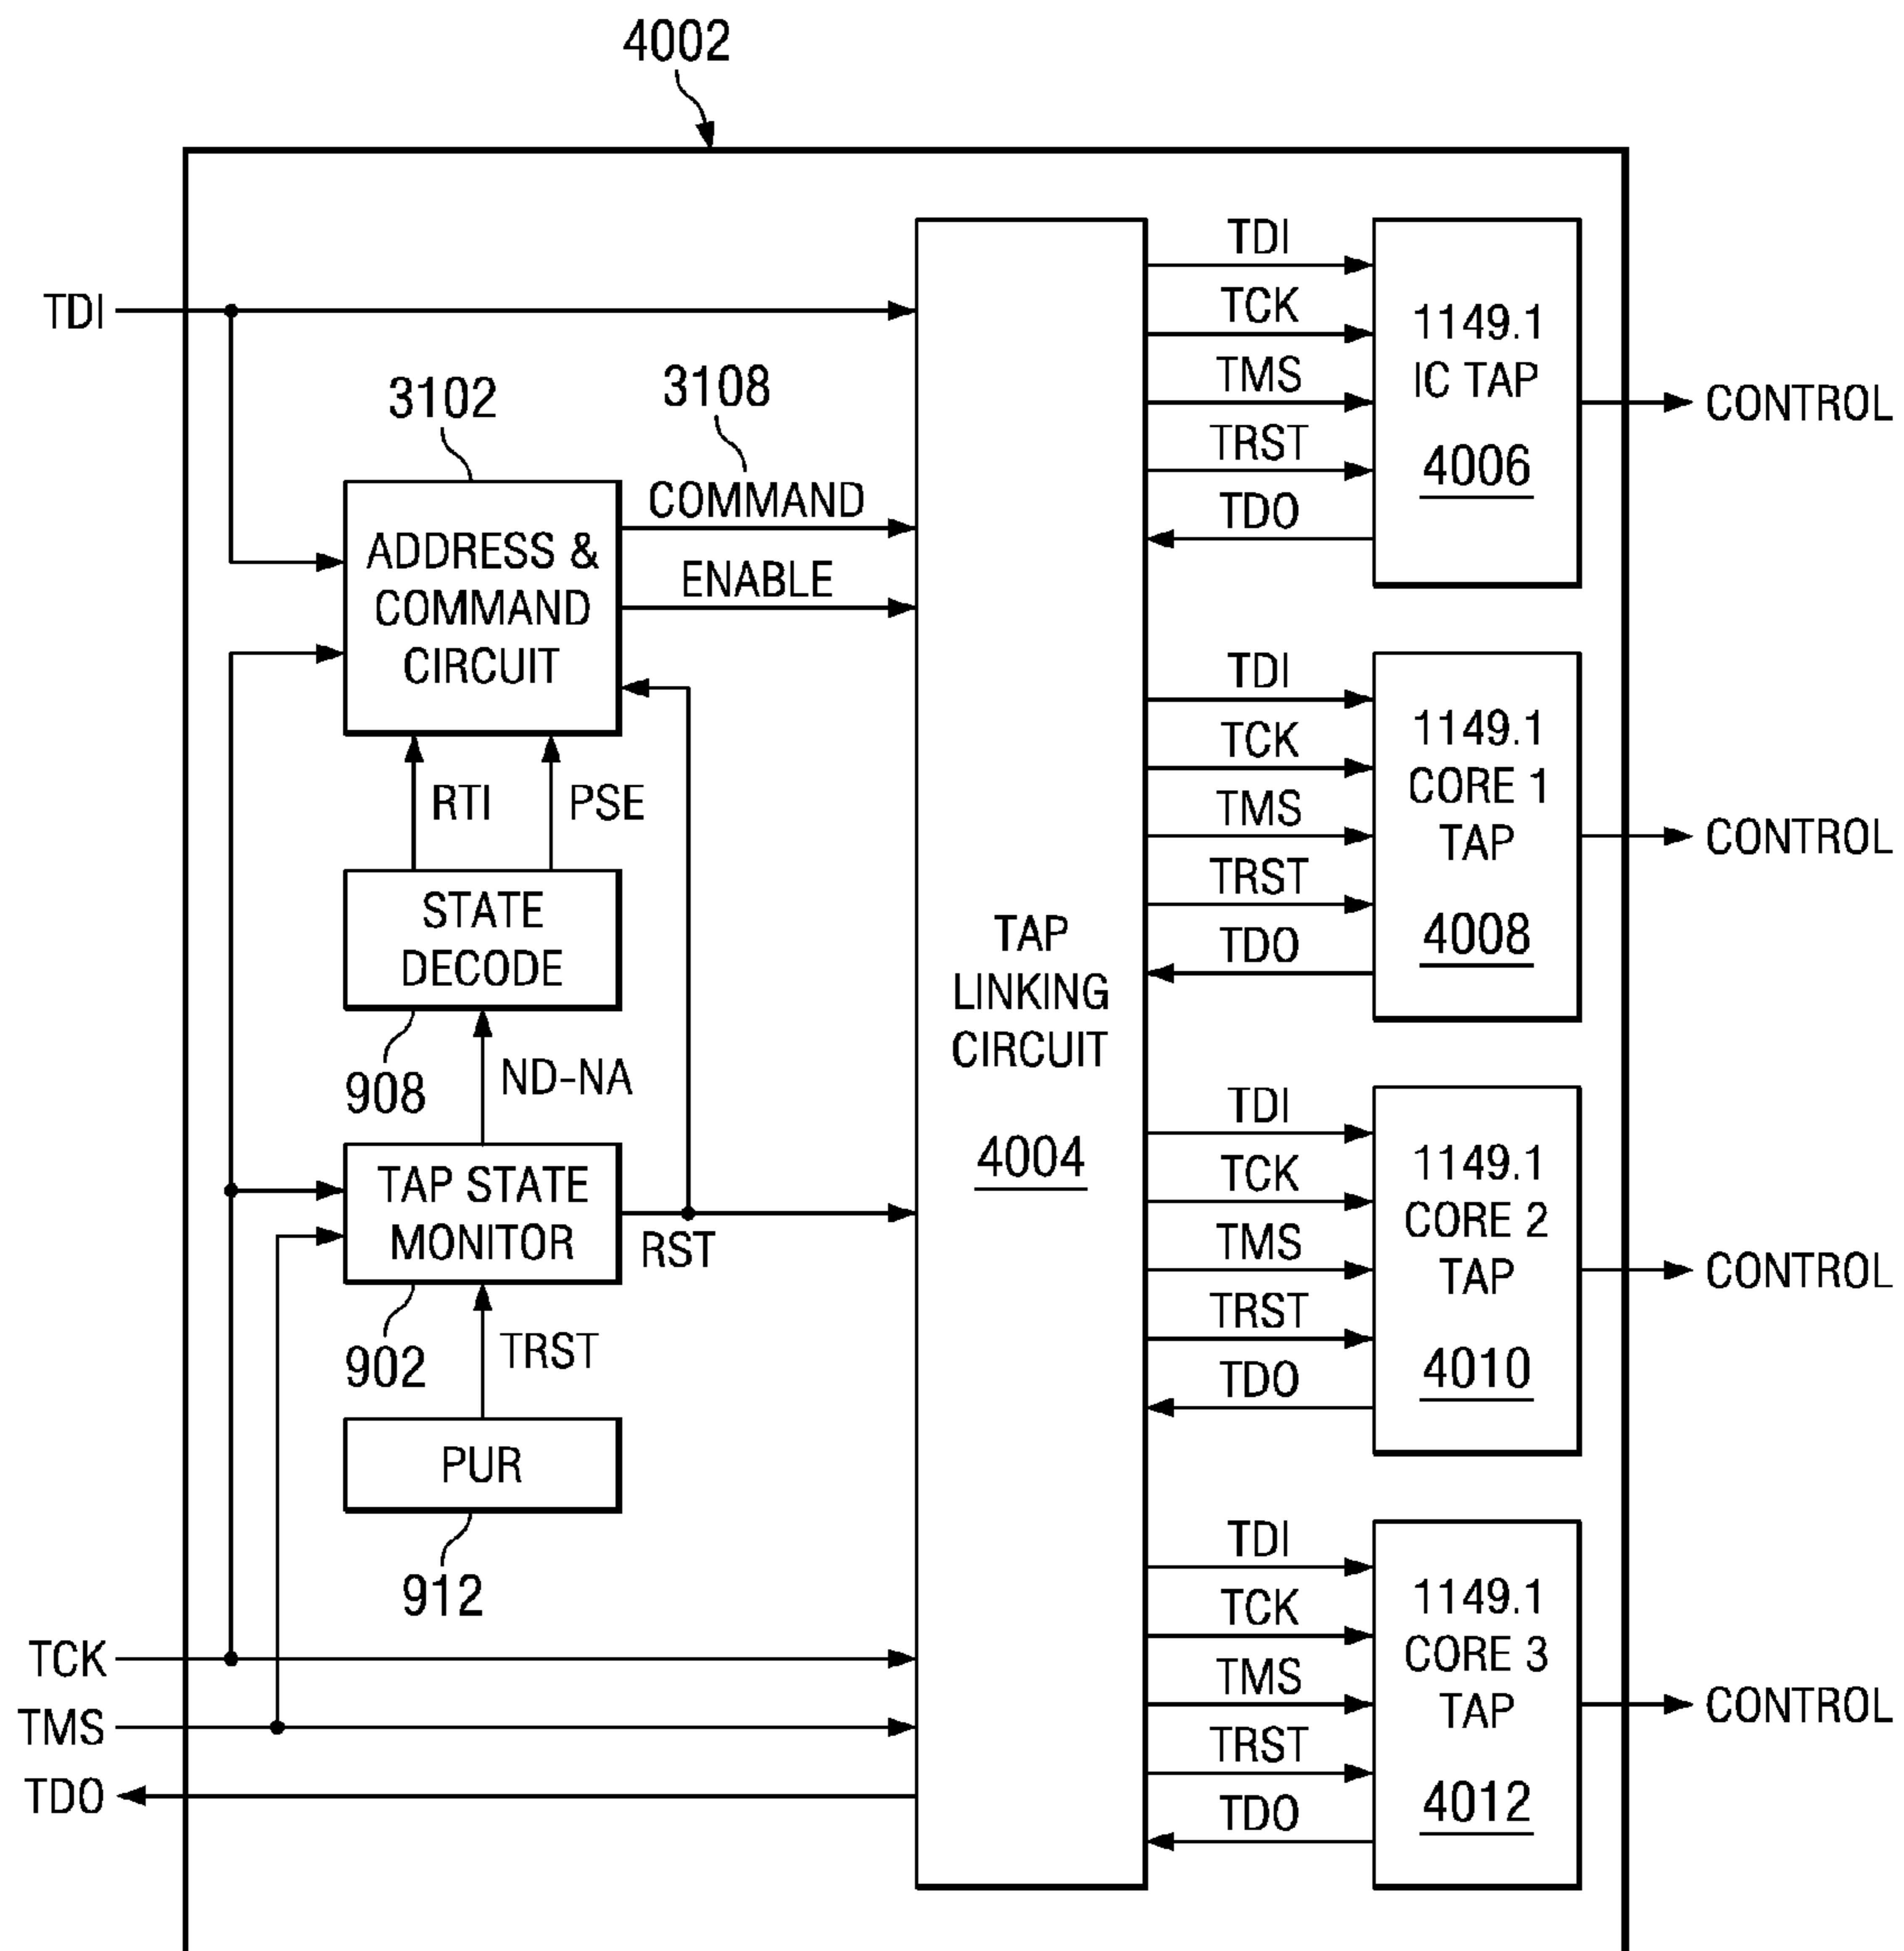 4002
TDI
3102
3108
COMMAND
ENABLE
ADDRESS &
COMMAND
CIRCUIT
RTI
PSE
STATE
DECODE
908
ND-NA
TAP STATE
MONITOR
RST
902
TRST
PUR
912
TCK
TMS
TDO
TAP
LINKING
CIRCUIT
4004
TDI
TCK
TMS
TRST
TDO
1149.1
IC TAP
4006
CONTROL
TDI
TCK
TMS
TRST
TDO
1149.1
CORE 1
TAP
4008
CONTROL
TDI
TCK
TMS
TRST
TDO
1149.1
CORE 2
TAP
4010
CONTROL
TDI
TCK
TMS
TRST
TDO
1149.1
CORE 3
TAP
4012
CONTROL